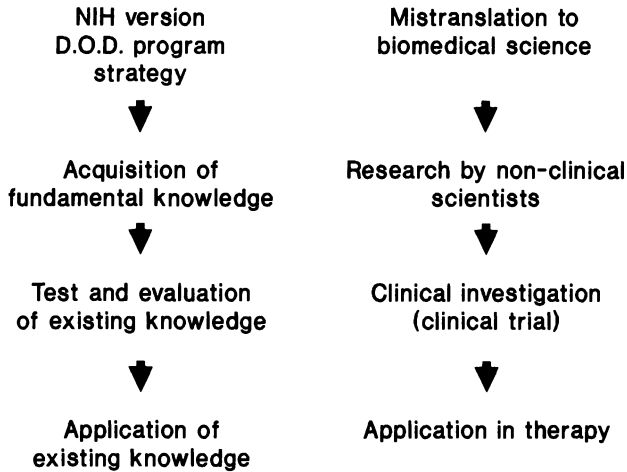 NIH version
D.O.D. program
strategy
Acquisition of
fundamental knowledge
Test and evaluation
of existing knowledge
Application of
existing knowledge
Mistranslation to
biomedical science
Research by non-clinical
scientists
Clinical investigation
(clinical trial)
Application in therapy